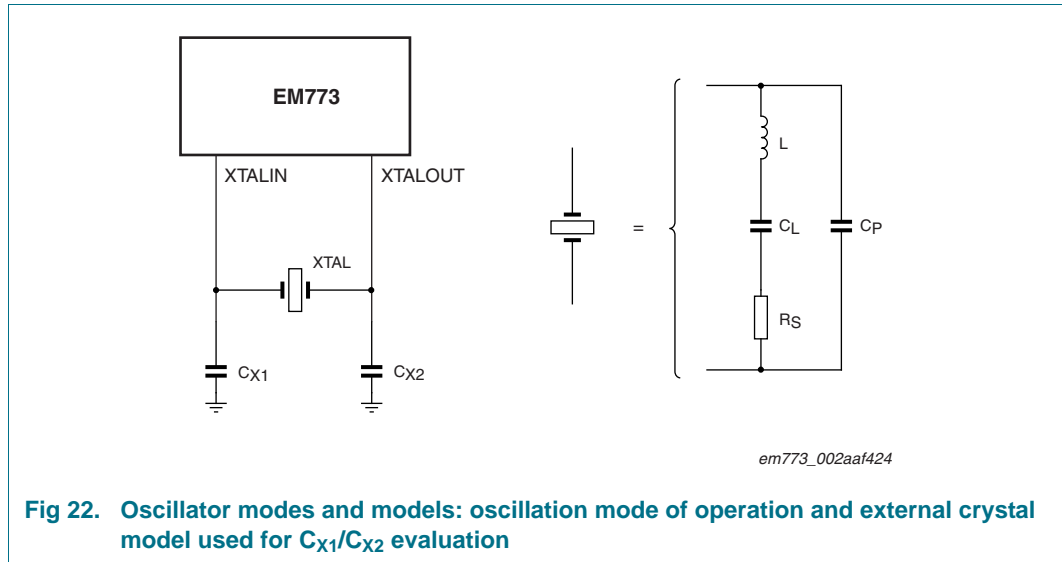 EM773
XTALIN
XTALOUT
XTAL
CX1
CX2
=
L
CL
CP
RS
em773_002aaf424
Fig 22. Oscillator modes and models: oscillation mode of operation and external crystal
model used for CX1/CX2 evaluation